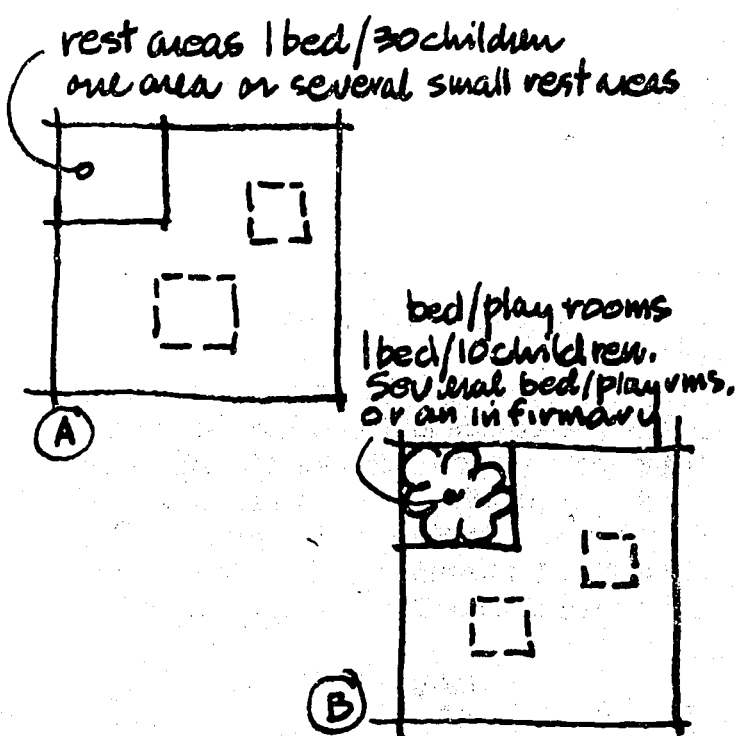 rest areas 1 bed/30 children
one area or several small rest areas
A
bed/play rooms
1 bed/10 children.
Several bed/play rms.
or an infirmary
B